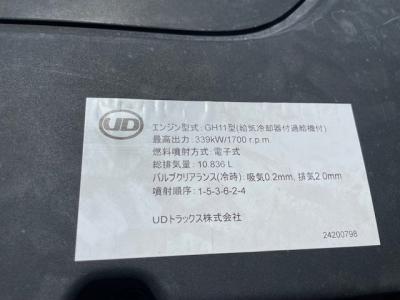 UD
エンジン型式:GH11型(給気冷却器付過給機付)
最高出力:339kW/1700 r.p.m.
燃料噴射方式:電子式
総排気量:10.836 L
バルブクリアランス(冷時):吸気0.2mm, 排気2.0mm
噴射順序:1-5-3-6-2-4
UDトラックス株式会社
24200798